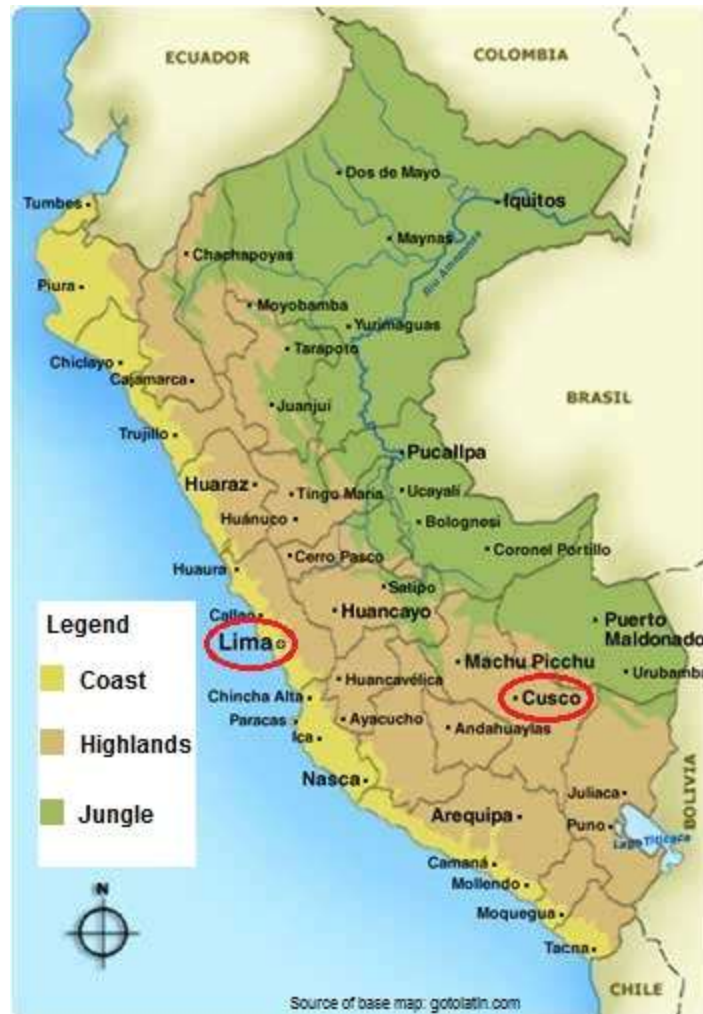 ECUADOR
COLOMBIA
Dos de Mayo
Iquitos
Tumbes
Maynas
Rio Amazonas
Chachapoyas
Piura
Moyobamba
Yurimaguas
Tarapoto
Chiclayo
Cajamarca
BRASIL
Juanjuí
Trujillo
Pucallpa
Huaraz
Tingo Maria
Ucayalí
Huánuco
Bolognesi
Cerro Pasco
Coronel Portillo
Huaura
Satipo
Callao
Huancayo
Puerto
Maldonado
Legend
Lima
Machu Picchu
Urubamba
Coast
Huancavélica
Chincha Alta
Cusco
Paracas
Ayacucho
Andahuaylas
Ica
Highlands
Nasca
Juliaca
BOLIVIA
Jungle
Arequipa
Puno
Lago Titicaca
Camaná
Mollendo
N
Moquegua
Tacna
CHILE
Source of base map: gotolatin.com